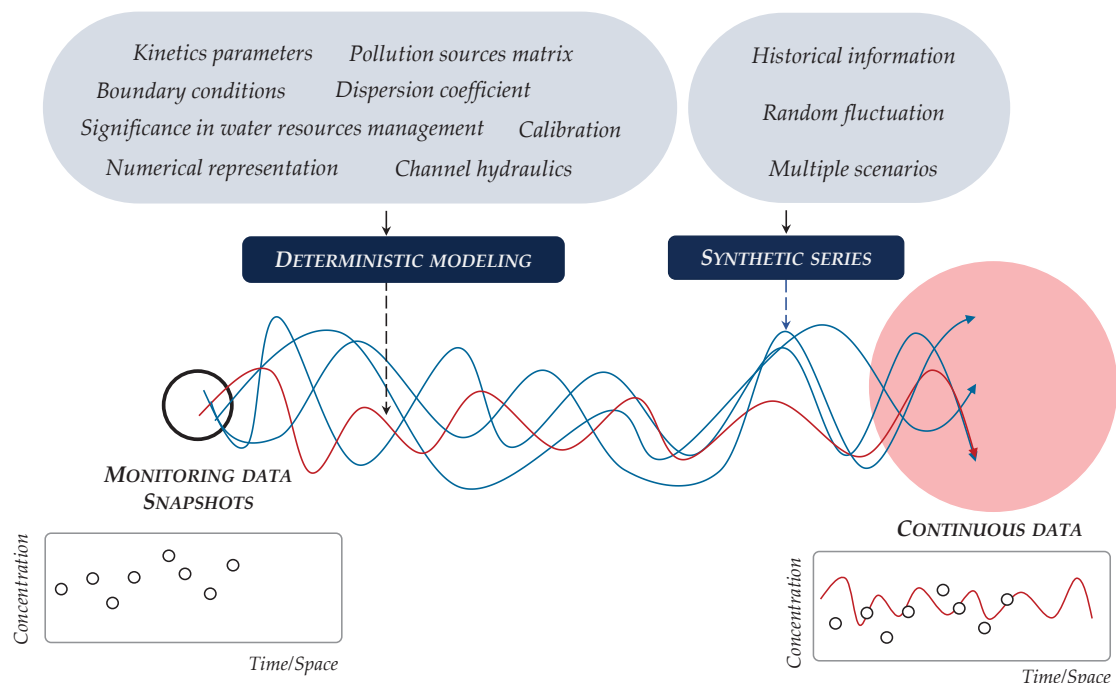 Kinetics parameters Pollution sources matrix
Boundary conditions Dispersion coefficient
Significance in water resources management Calibration
Numerical representation Channel hydraulics
Historical information
Random fluctuation
Multiple scenarios
DETERMINISTIC MODELING
SYNTHETIC SERIES
MONITORING DATA
SNAPSHOTS
CONTINUOUS DATA
Concentration
Time/Space
Concentration
Time/Space